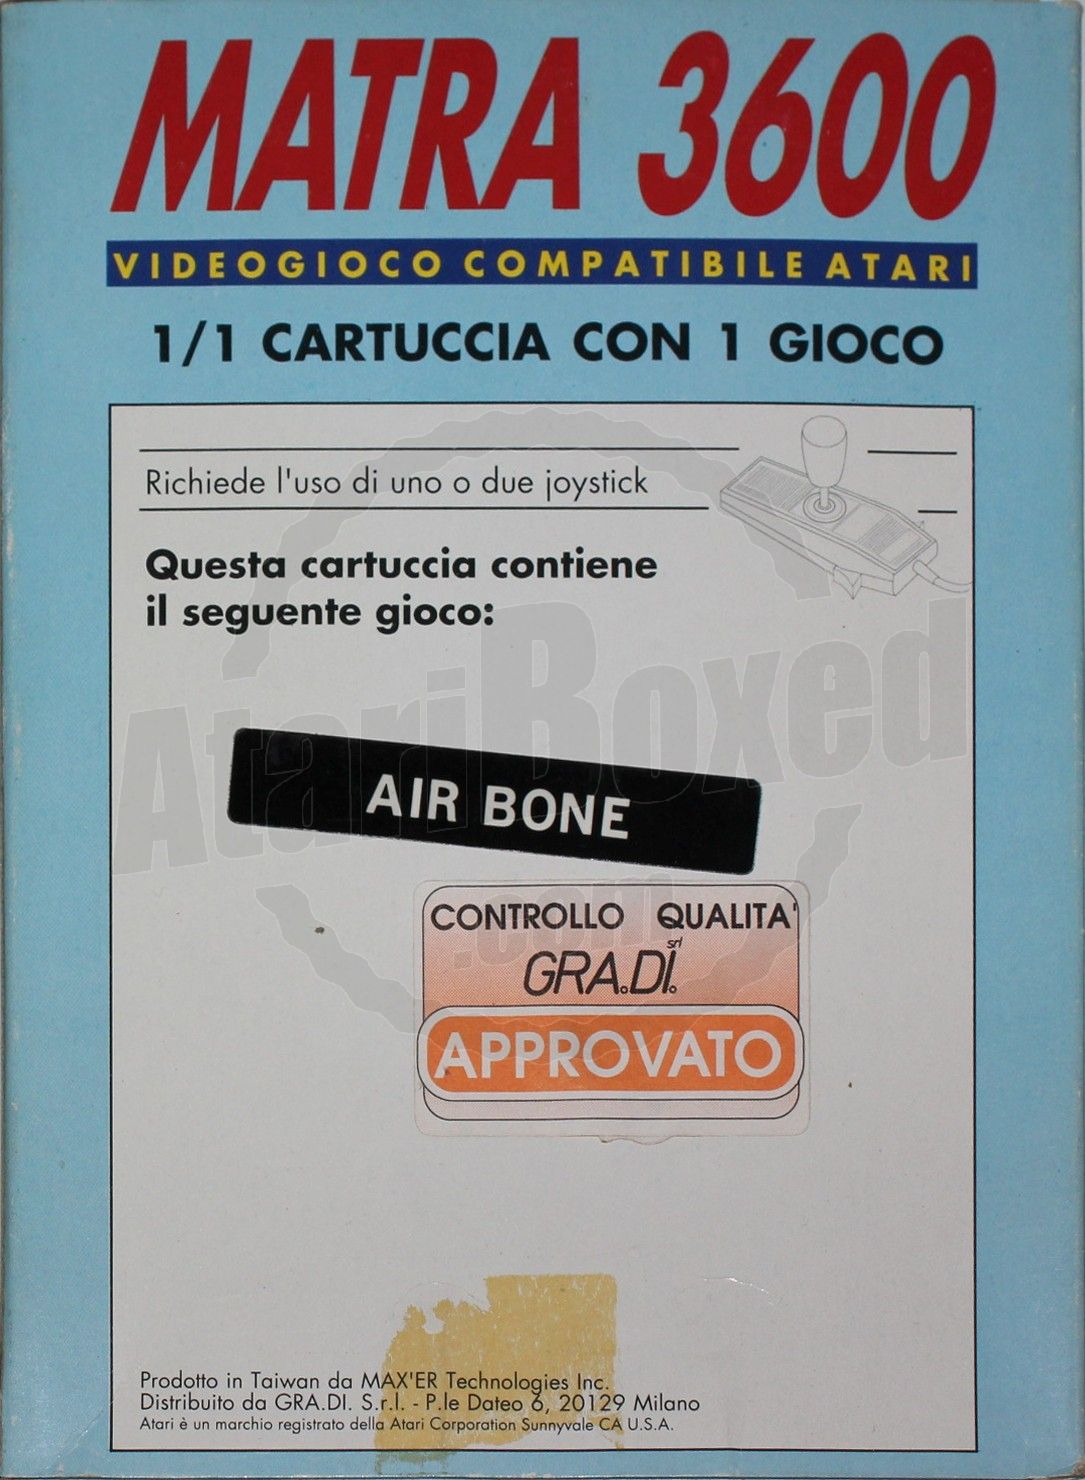 MATRA 3600
VIDEOGIOCO COMPATIBILE ATARI
1/1 CARTUCCIA CON 1 GIOCO
Richiede l'uso di uno o due joystick
Questa cartuccia contiene
il seguente gioco:
AtariBoxed
.com
AIR BONE
CONTROLLO QUALITA'
GRA.DI. srl
APPROVATO
Prodotto in Taiwan da MAX'ER Technologies Inc.
Distribuito da GRA.DI. S.r.l. - P.le Dateo 6, 20129 Milano
Atari è un marchio registrato della Atari Corporation Sunnyvale CA U.S.A.